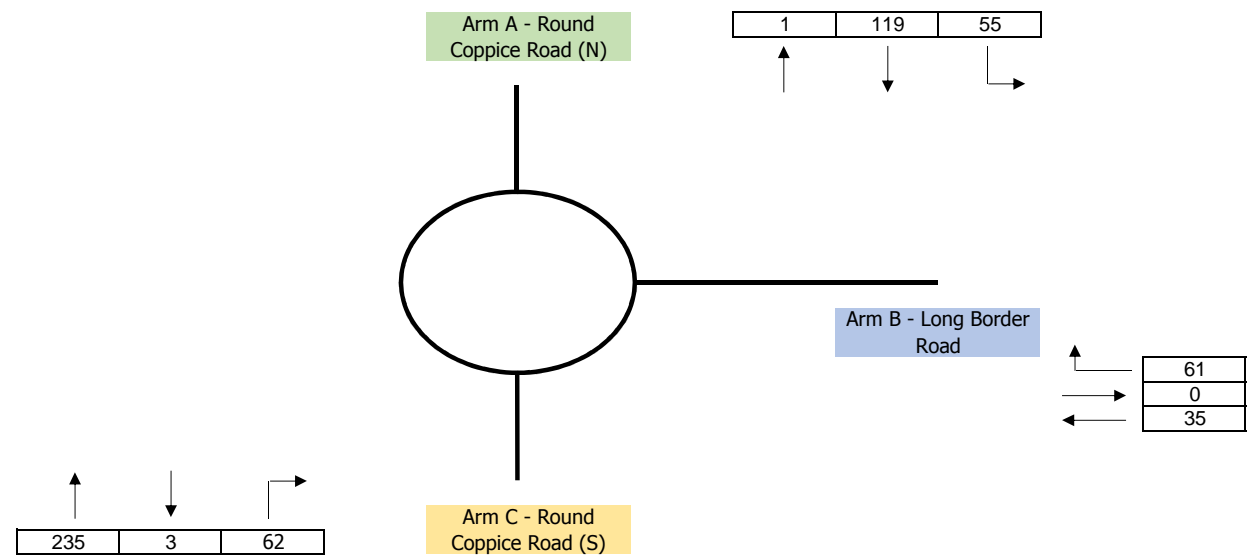 Arm A - Round
Coppice Road (N)
1 119 55
Arm B - Long Border
Road
61
0
35
Arm C - Round
Coppice Road (S)
235 3 62